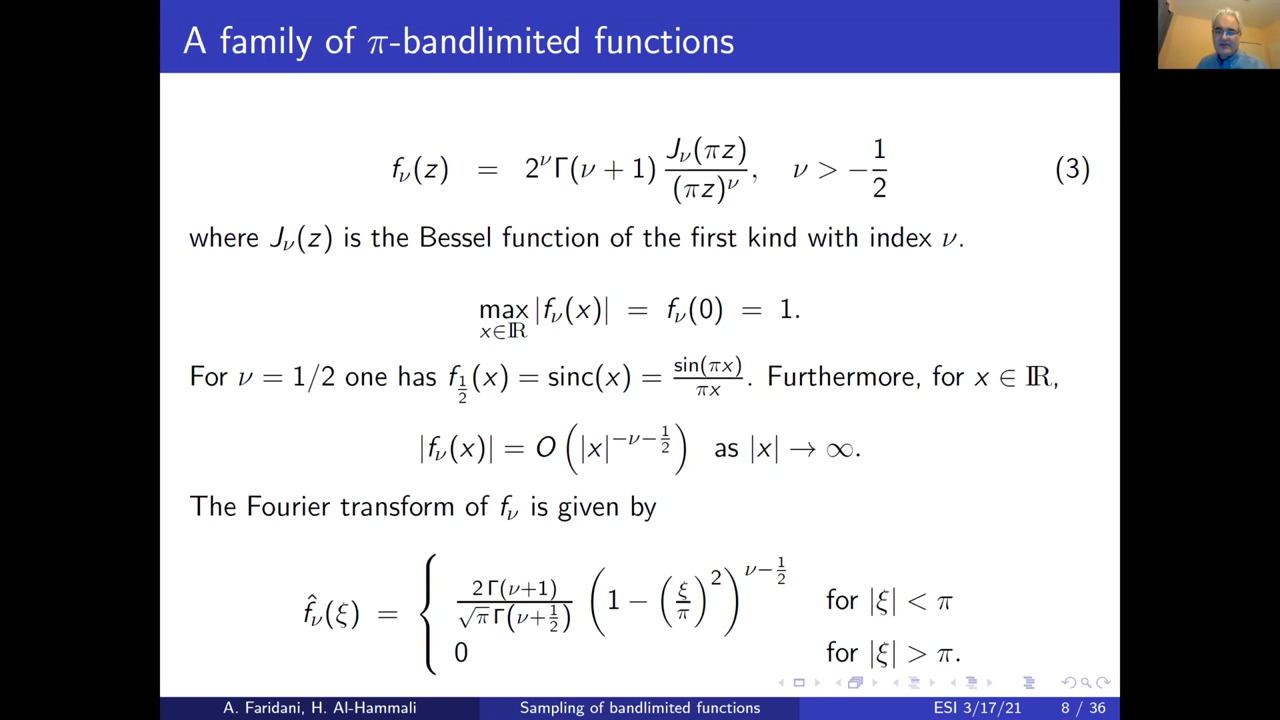 A family of π-bandlimited functions
f_ν(z) = 2^ν Γ(ν + 1) J_ν(πz) / (πz)^ν , ν > −1/2 (3)
where J_ν(z) is the Bessel function of the first kind with index ν.
max_{x∈ℝ} |f_ν(x)| = f_ν(0) = 1.
For ν = 1/2 one has f_{1/2}(x) = sinc(x) = sin(πx)/πx. Furthermore, for x ∈ ℝ,
|f_ν(x)| = O(|x|^{−ν−1/2}) as |x| → ∞.
The Fourier transform of f_ν is given by
f̂_ν(ξ) = { 2Γ(ν+1) / (√π Γ(ν+1/2)) (1 − (ξ/π)^2)^{ν−1/2} for |ξ| < π
0 for |ξ| > π.
A. Faridani, H. Al-Hammali Sampling of bandlimited functions ESI 3/17/21 8 / 36